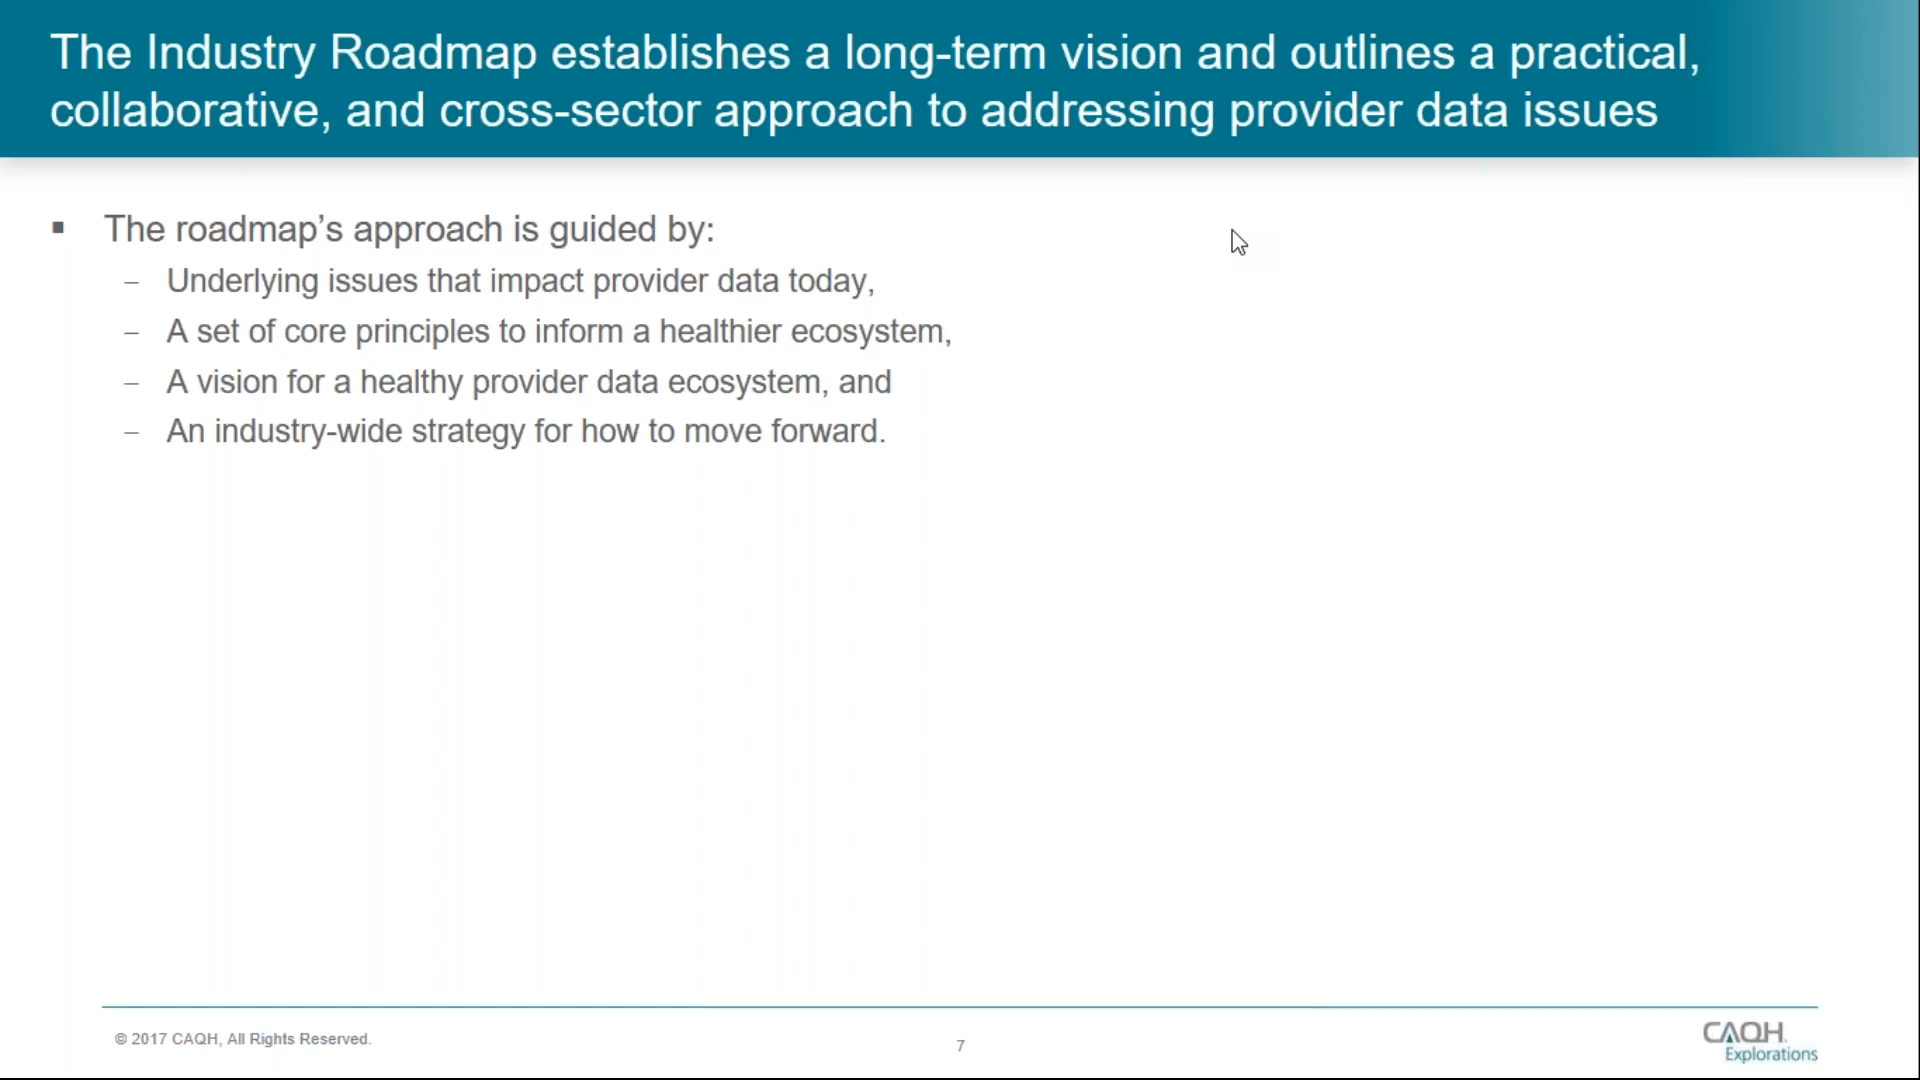 The Industry Roadmap establishes a long-term vision and outlines a practical,
collaborative, and cross-sector approach to addressing provider data issues
▪ The roadmap’s approach is guided by:
– Underlying issues that impact provider data today,
– A set of core principles to inform a healthier ecosystem,
– A vision for a healthy provider data ecosystem, and
– An industry-wide strategy for how to move forward.
© 2017 CAQH, All Rights Reserved.
7
CAQH
Explorations